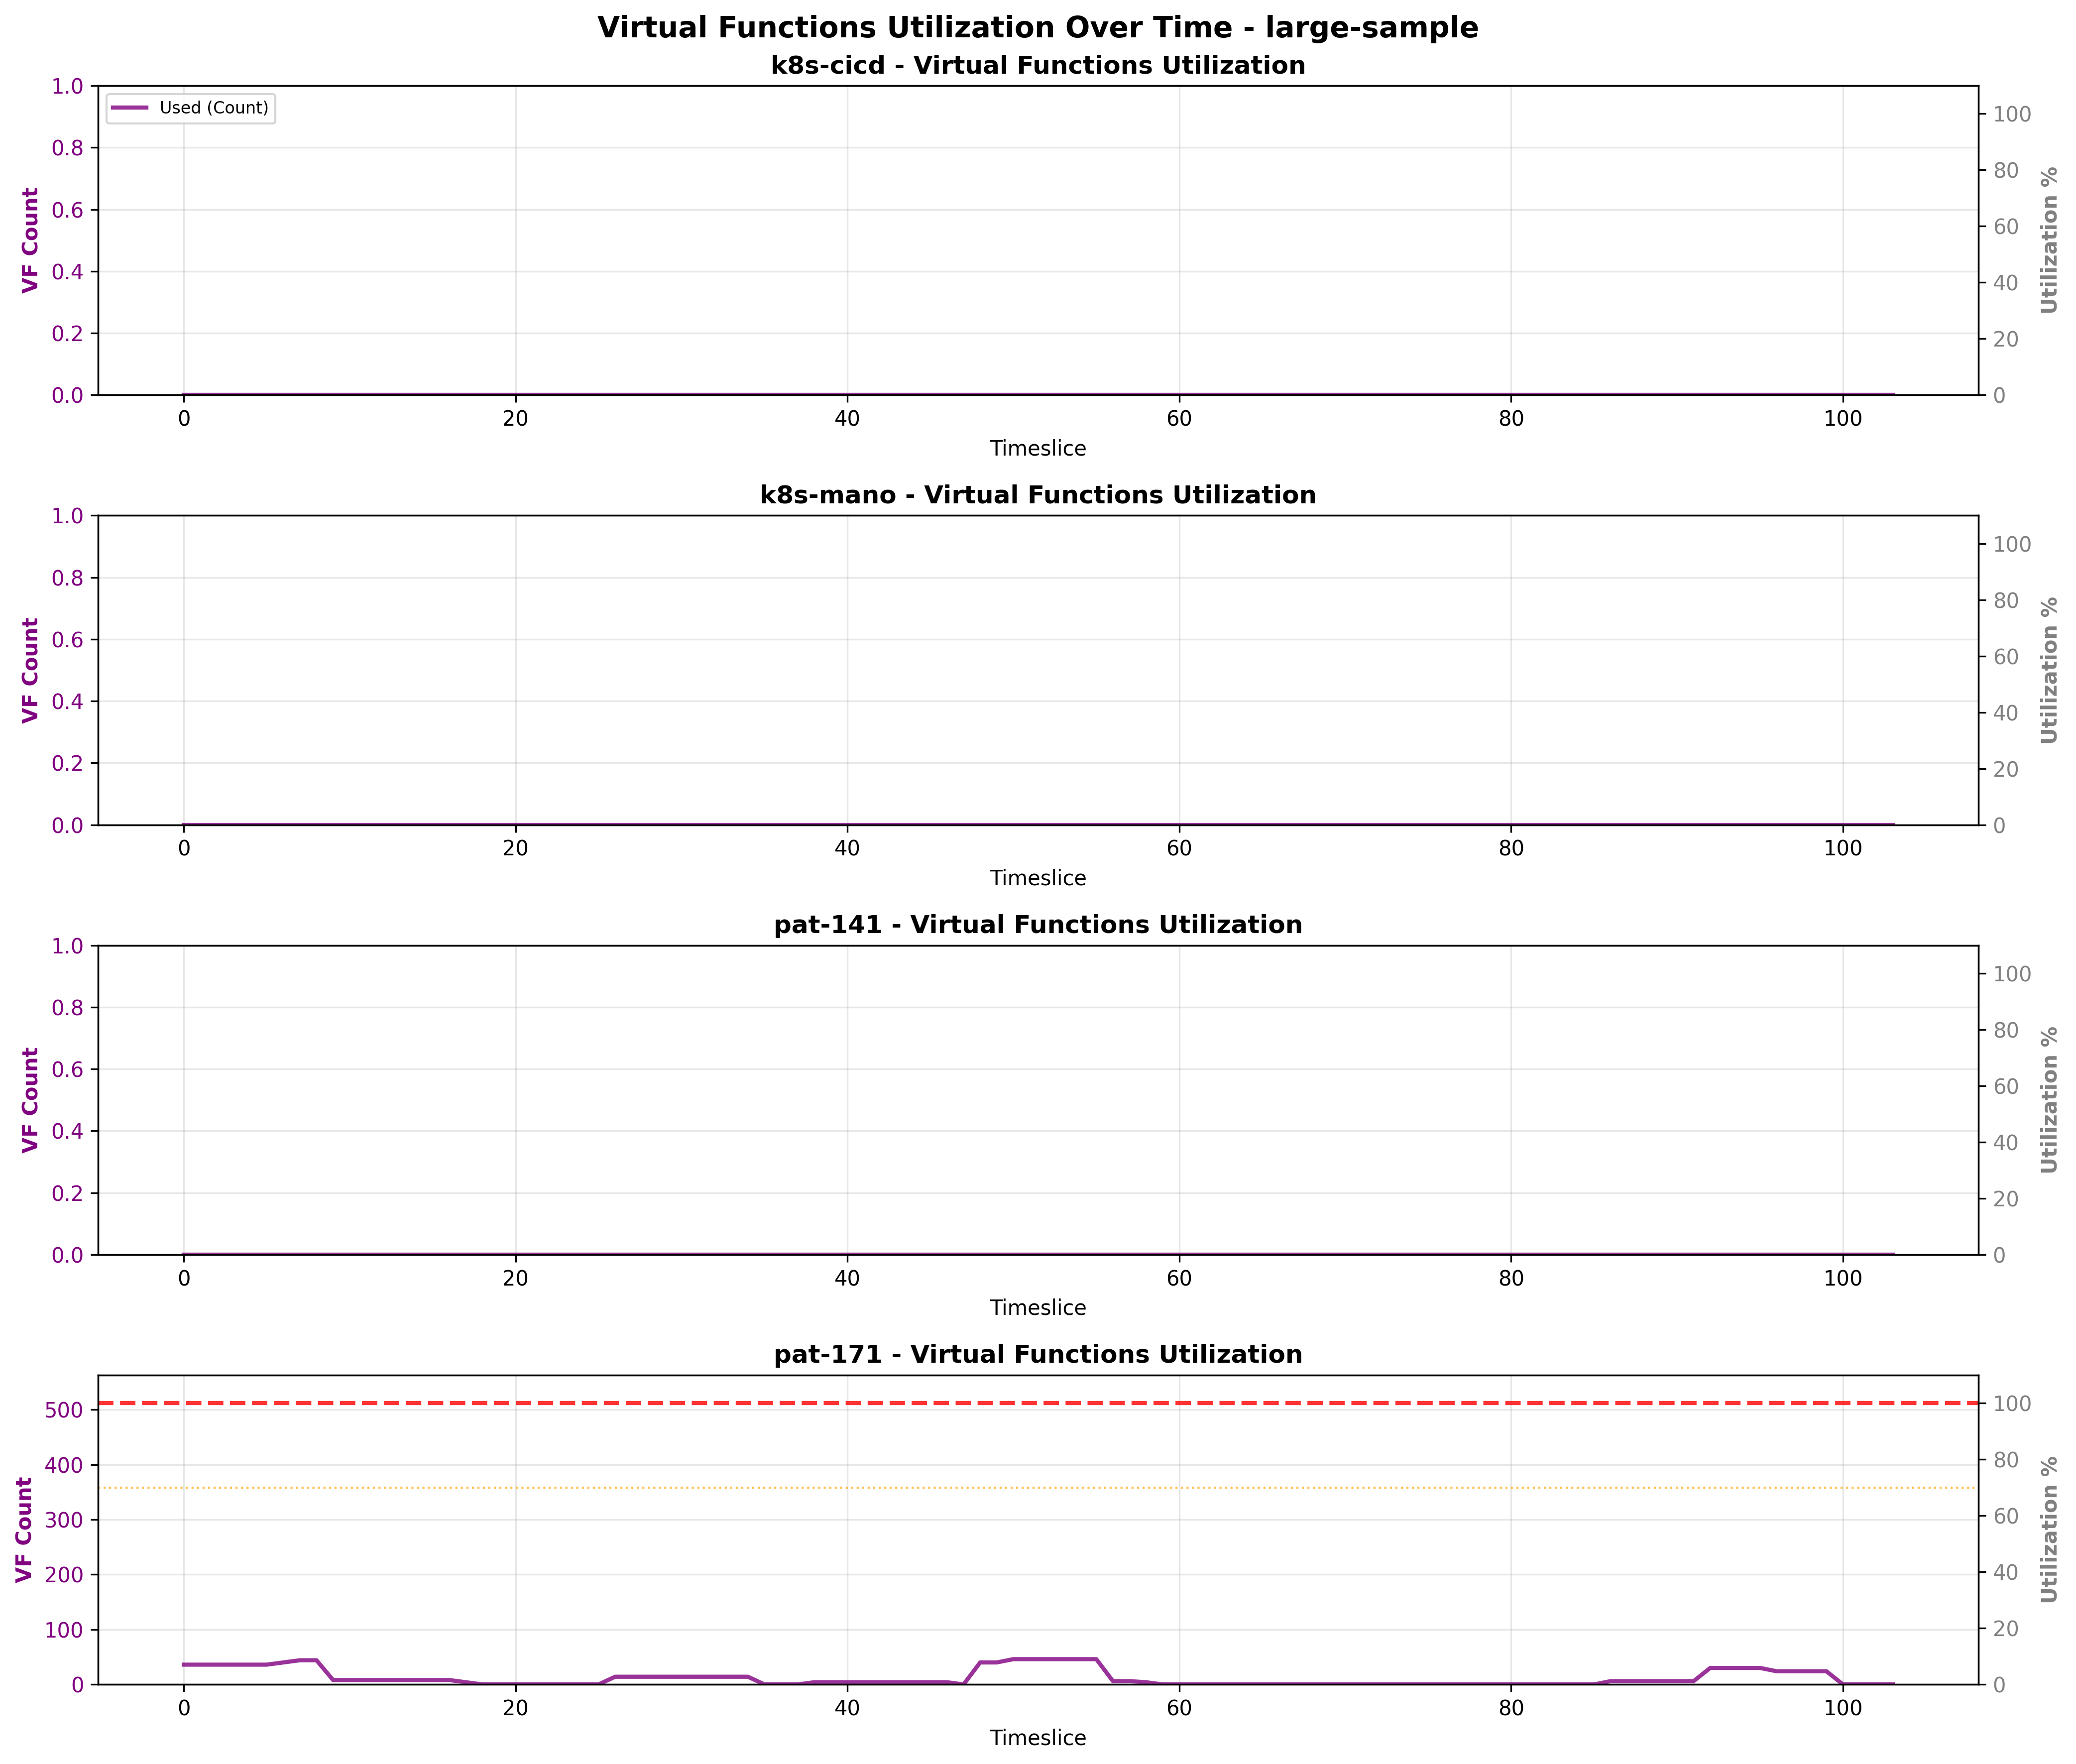 Virtual Functions Utilization Over Time - large-sample
k8s-cicd - Virtual Functions Utilization
Used (Count)
VF Count
1.0
0.8
0.6
0.4
0.2
0.0
100
80
60
40
20
0
Utilization %
0 20 40 60 80 100
Timeslice
k8s-mano - Virtual Functions Utilization
VF Count
1.0
0.8
0.6
0.4
0.2
0.0
100
80
60
40
20
0
Utilization %
0 20 40 60 80 100
Timeslice
pat-141 - Virtual Functions Utilization
VF Count
1.0
0.8
0.6
0.4
0.2
0.0
100
80
60
40
20
0
Utilization %
0 20 40 60 80 100
Timeslice
pat-171 - Virtual Functions Utilization
VF Count
500
400
300
200
100
0
100
80
60
40
20
0
Utilization %
0 20 40 60 80 100
Timeslice